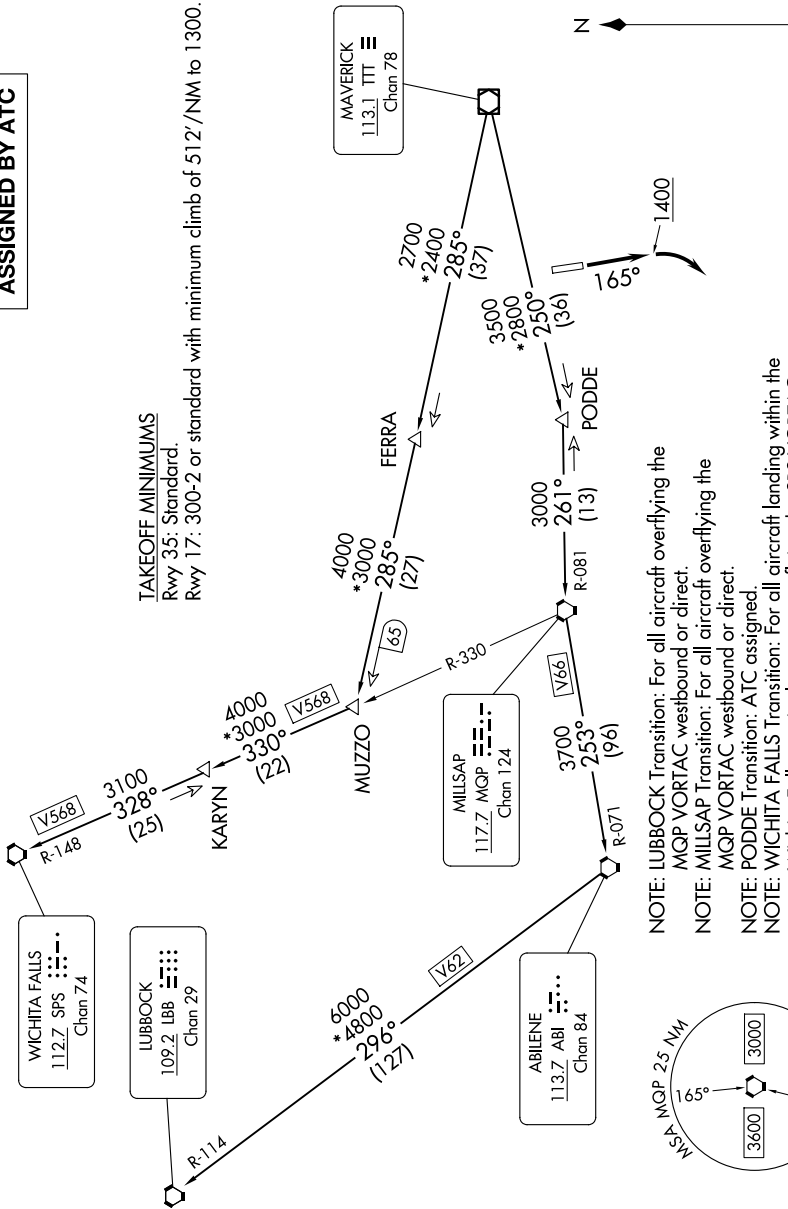 ASSIGNED BY ATC
TAKEOFF MINIMUMS
Rwy 35: Standard.
Rwy 17: 300-2 or standard with minimum climb of 512'/NM to 1300.
MAVERICK
113.1 TTT
Chan 78
N
2700
*2400
285°
(37)
3500
*2800
250°
(36)
165°
1400
FERRA
PODDE
4000
*3000
285°
(27)
3000
261°
(13)
R-081
65
R-330
MUZZO
V568
4000
*3000
330°
(22)
KARYN
V568
3100
328°
(25)
R-148
WICHITA FALLS
112.7 SPS
Chan 74
LUBBOCK
109.2 LBB
Chan 29
MILLSAP
117.7 MQP
Chan 124
V66
3700
253°
(96)
R-071
ABILENE
113.7 ABI
Chan 84
V62
6000
*4800
296°
(127)
R-114
NOTE: LUBBOCK Transition: For all aircraft overflying the
MQP VORTAC westbound or direct.
NOTE: MILLSAP Transition: For all aircraft overflying the
MQP VORTAC westbound or direct.
NOTE: PODDE Transition: ATC assigned.
NOTE: WICHITA FALLS Transition: For all aircraft landing within the
MSA MQP 25 NM
165°
3000
3600